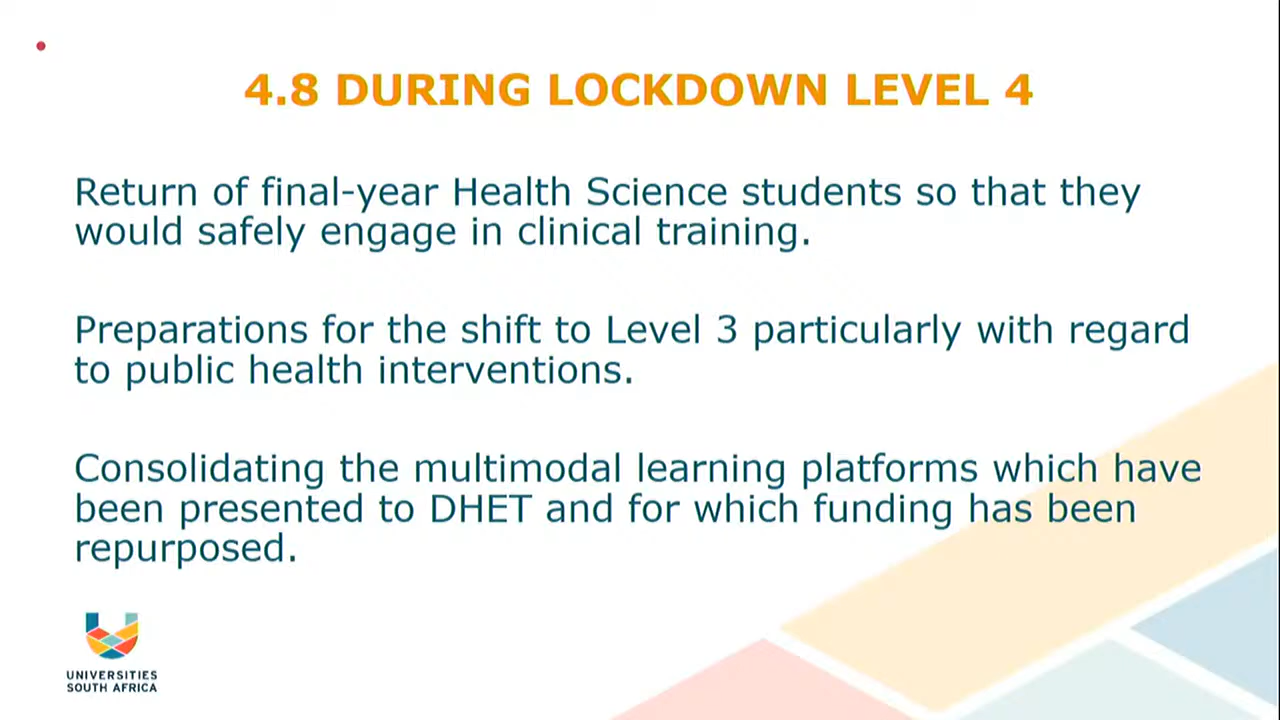 4.8 DURING LOCKDOWN LEVEL 4
Return of final-year Health Science students so that they
would safely engage in clinical training.
Preparations for the shift to Level 3 particularly with regard
to public health interventions.
Consolidating the multimodal learning platforms which have
been presented to DHET and for which funding has been
repurposed.
UNIVERSITIES
SOUTH AFRICA